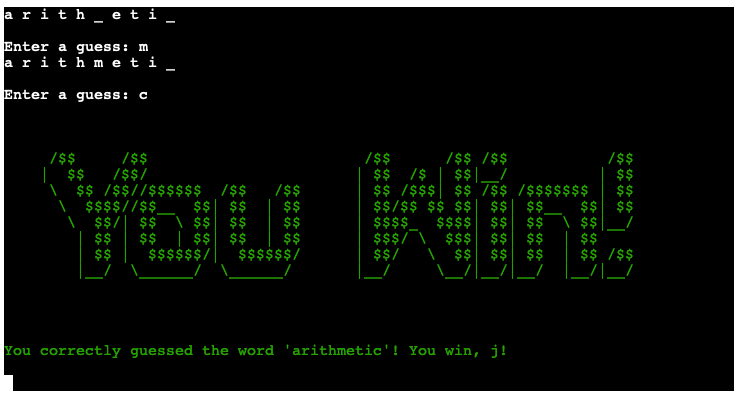 a r i t h _ e t i _
Enter a guess: m
a r i t h m e t i _
Enter a guess: c
You Win!
You correctly guessed the word 'arithmetic'! You win, j!